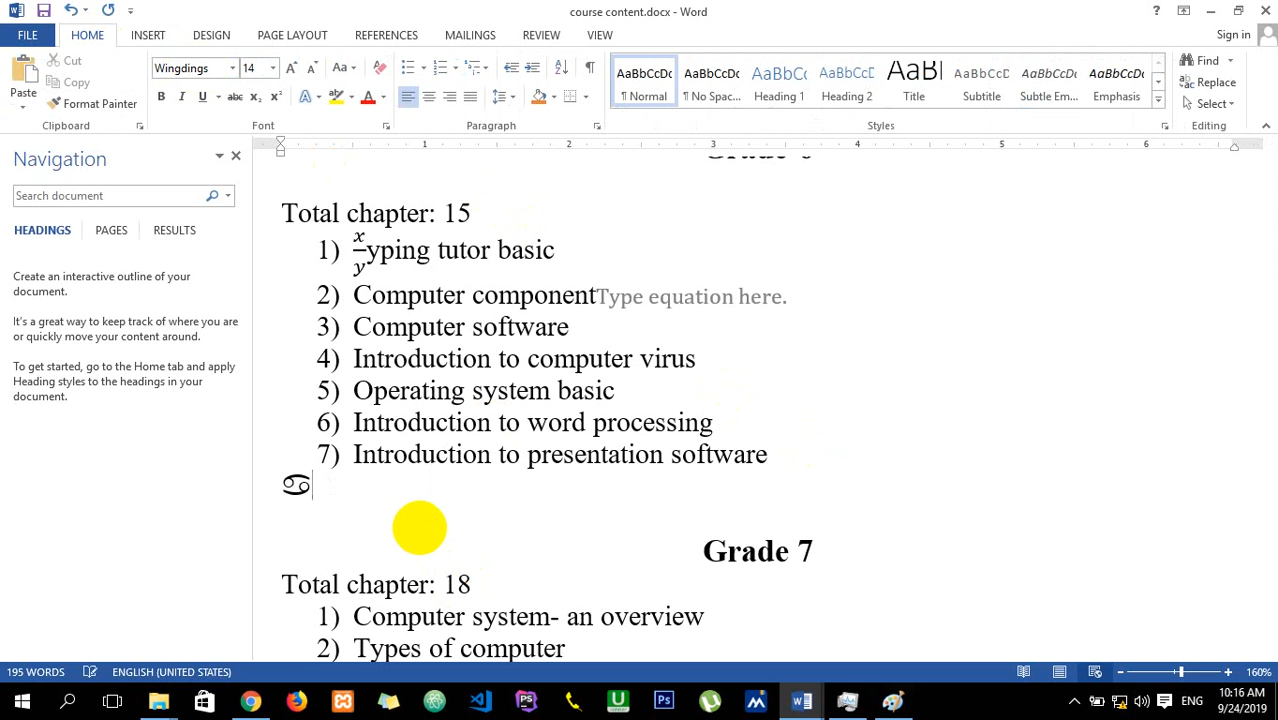 course content.docx - Word
Sign in
FILE HOME INSERT DESIGN PAGE LAYOUT REFERENCES MAILINGS REVIEW VIEW
Paste
Cut
Copy
Format Painter
Clipboard
Wingdings 14
Font
Paragraph
AaBbCcDc AaBbCcDc AaBbCc AaBbCcC AaBl AaBbCcD AaBbCcDc AaBbCcDc
¶ Normal ¶ No Spac... Heading 1 Heading 2 Title Subtitle Subtle Em... Emphasis
Styles
Find
Replace
Select
Editing
1 2 3 4 5 6
Navigation
Search document
HEADINGS PAGES RESULTS
Create an interactive outline of your
document.
It's a great way to keep track of where you are
or quickly move your content around.
To get started, go to the Home tab and apply
Heading styles to the headings in your
document.
Total chapter: 15
1) x/yyping tutor basic
2) Computer componentType equation here.
3) Computer software
4) Introduction to computer virus
5) Operating system basic
6) Introduction to word processing
7) Introduction to presentation software
♋
Grade 7
Total chapter: 18
1) Computer system- an overview
2) Types of computer
195 WORDS ENGLISH (UNITED STATES) 160%
ENG 10:16 AM
9/24/2019